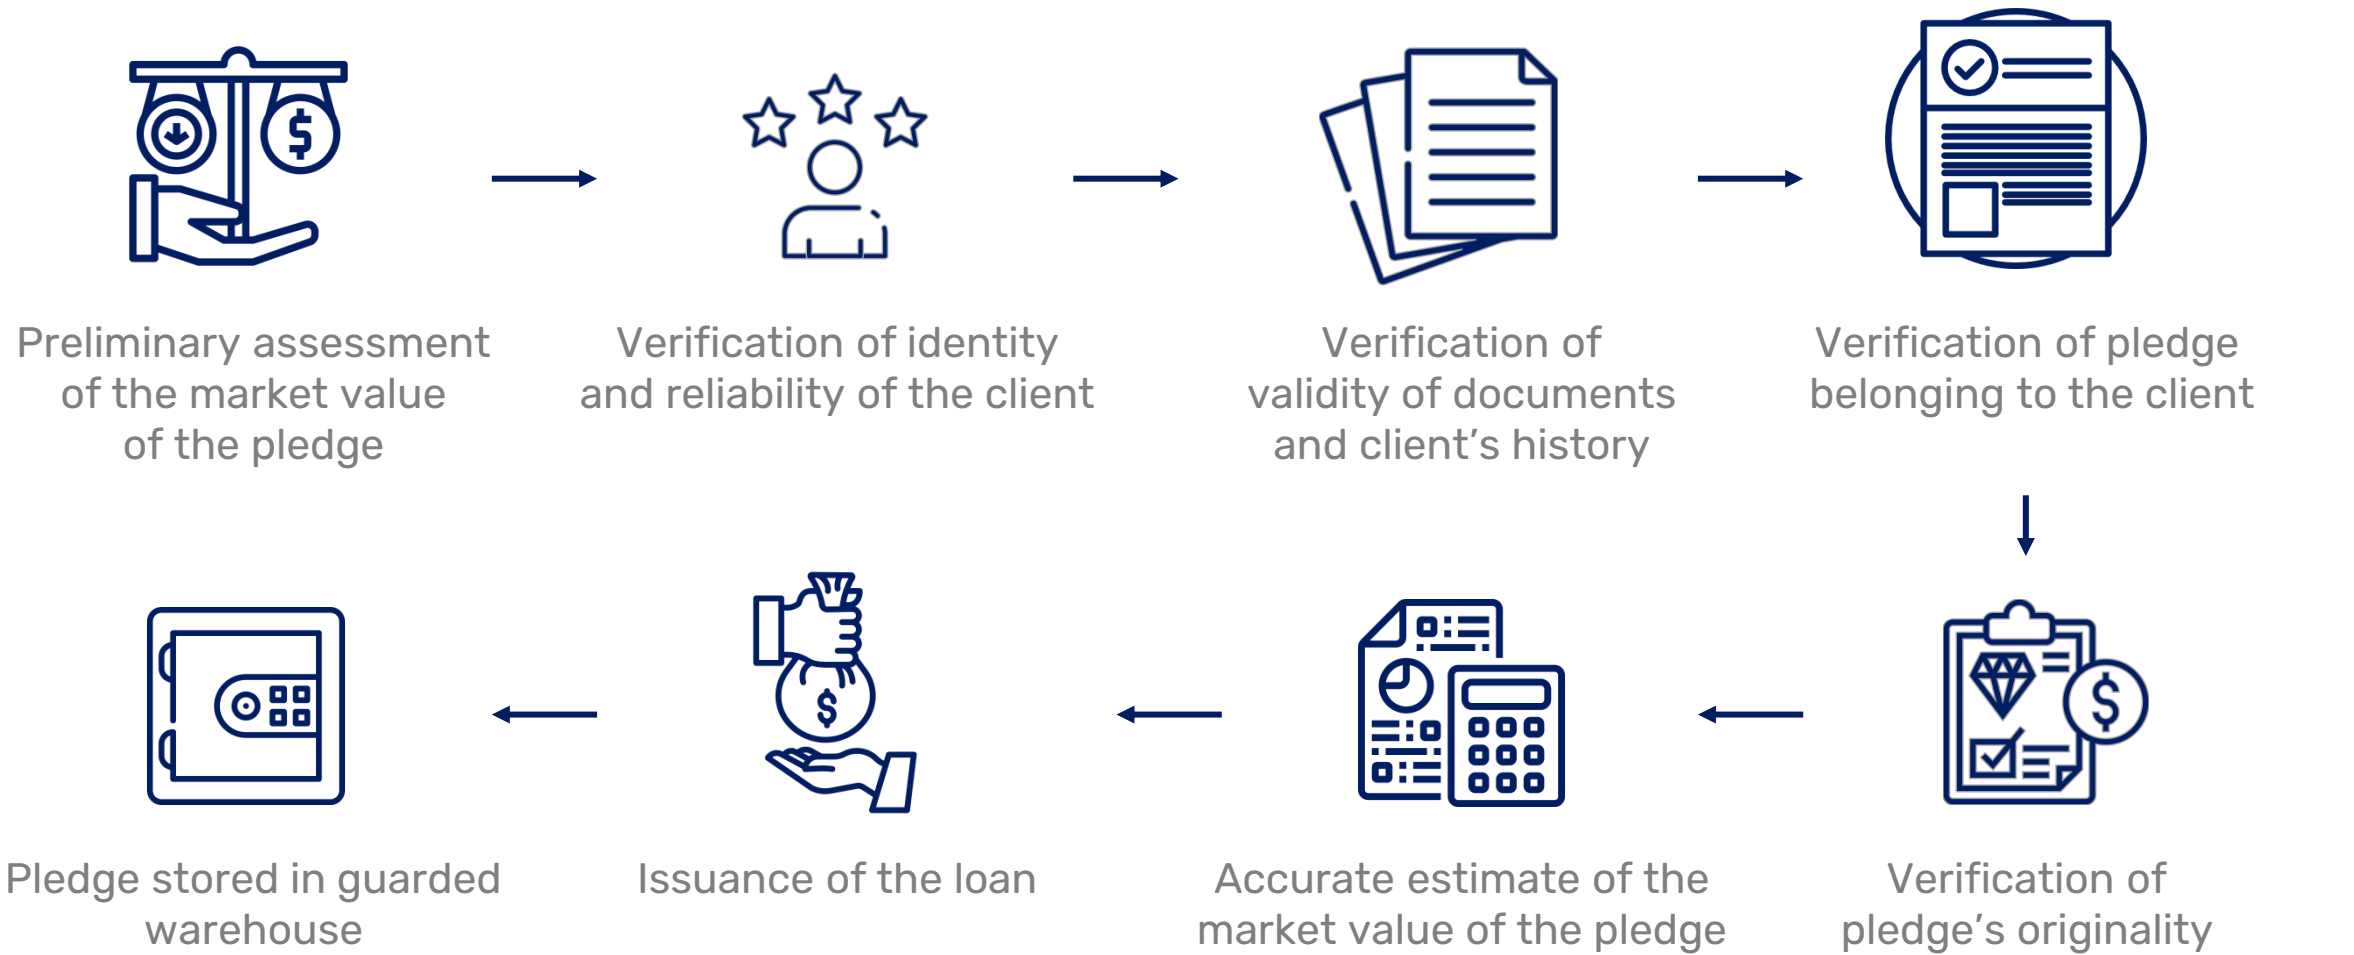 Preliminary assessment
of the market value
of the pledge
Verification of identity
and reliability of the client
Verification of
validity of documents
and client’s history
Verification of pledge
belonging to the client
$
$
$
Verification of
pledge’s originality
Accurate estimate of the
market value of the pledge
Issuance of the loan
Pledge stored in guarded
warehouse